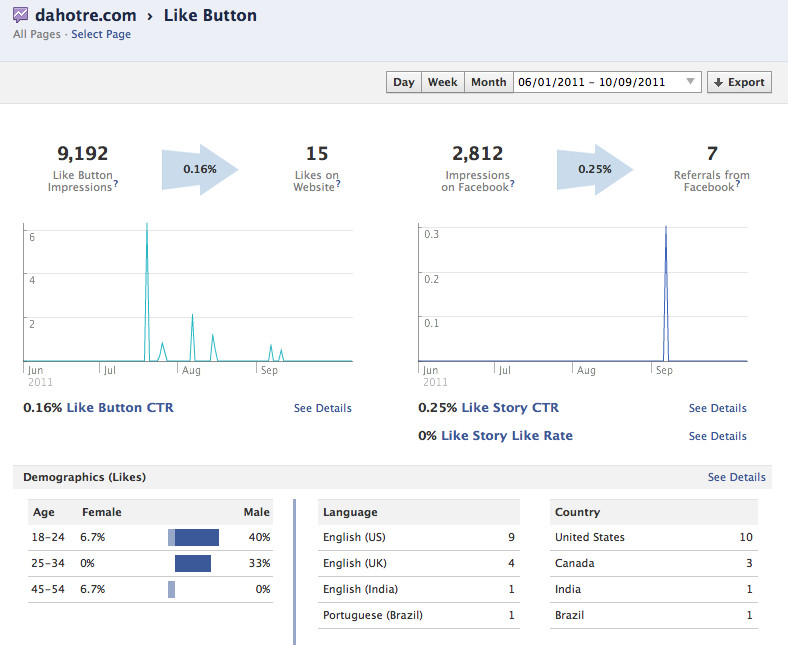 dahotre.com › Like Button
All Pages - Select Page
Day Week Month 06/01/2011 – 10/09/2011 Export
9,192 0.16% 15
Like Button Impressions? Likes on Website?
2,812 0.25% 7
Impressions on Facebook? Referrals from Facebook?
6
4
2
Jun Jul Aug Sep
2011
0.3
0.2
0.1
Jun Jul Aug Sep
2011
0.16% Like Button CTR See Details
0.25% Like Story CTR See Details
0% Like Story Like Rate See Details
Demographics (Likes) See Details
Age Female Male
18-24 6.7% 40%
25-34 0% 33%
45-54 6.7% 0%
Language
English (US) 9
English (UK) 4
English (India) 1
Portuguese (Brazil) 1
Country
United States 10
Canada 3
India 1
Brazil 1